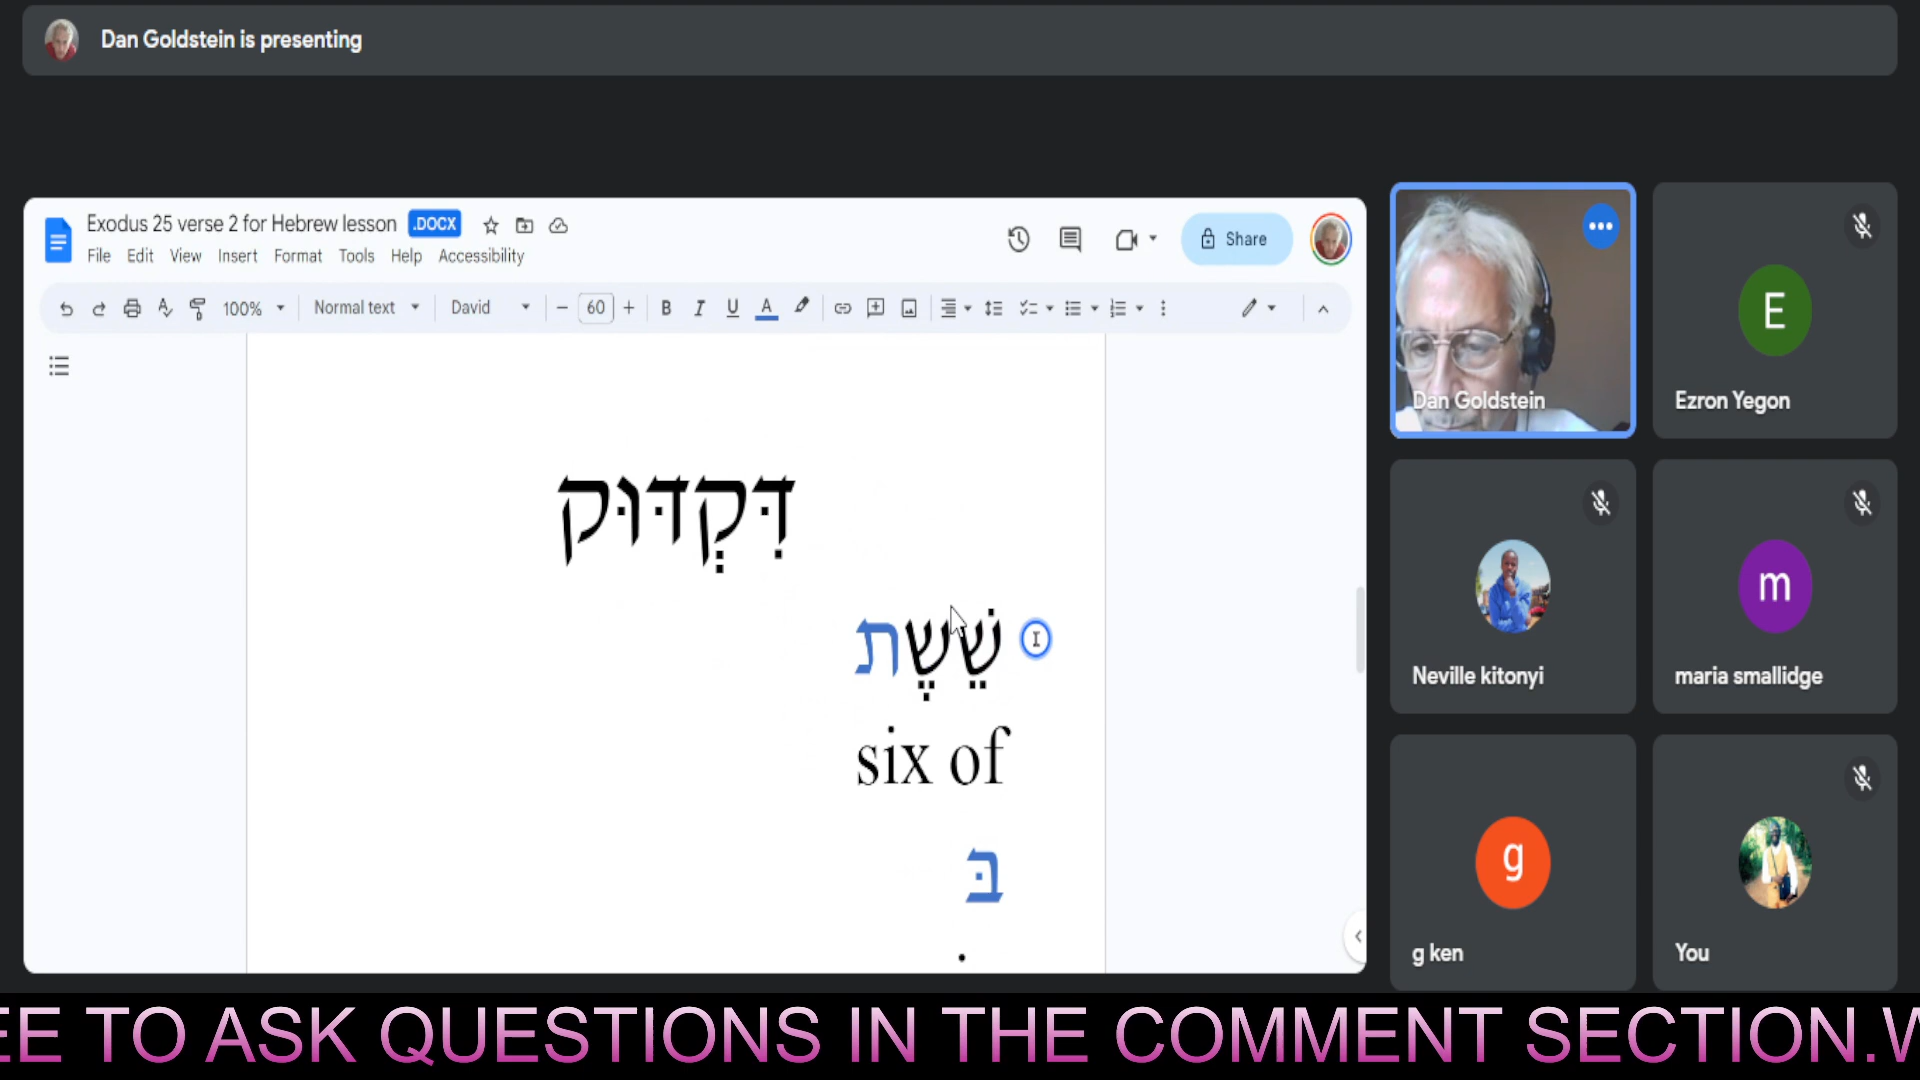 Dan Goldstein is presenting
Exodus 25 verse 2 for Hebrew lesson .DOCX
File Edit View Insert Format Tools Help Accessibility
Share
100% Normal text David 60 B I U A
דִּקְדּוּק
שֵׁשֶׁת
six of
בּ
Dan Goldstein
E
Ezron Yegon
Neville kitonyi
m
maria smallidge
g
g ken
You
EE TO ASK QUESTIONS IN THE COMMENT SECTION.W